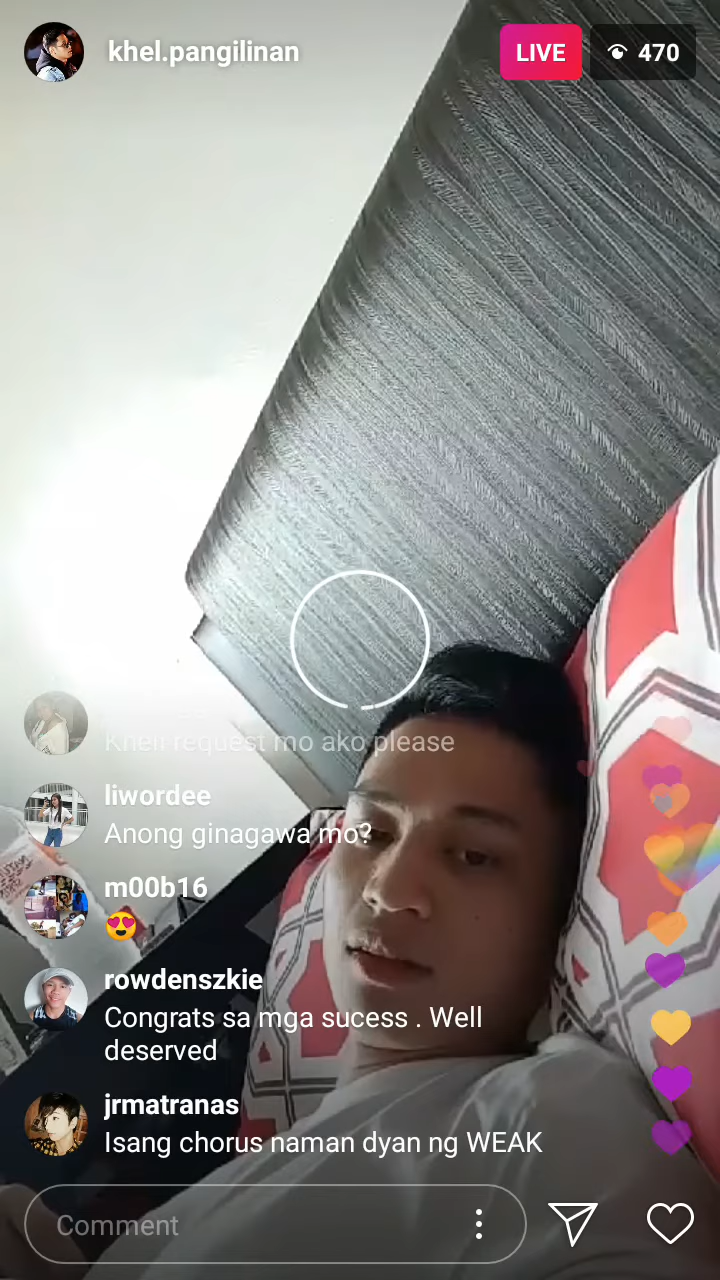 khel.pangilinan
LIVE
470
Khell request mo ako please
liwordee
Anong ginagawa mo?
m00b16
rowdenszkie
Congrats sa mga sucess . Well
deserved
jrmatranas
Isang chorus naman dyan ng WEAK
Comment